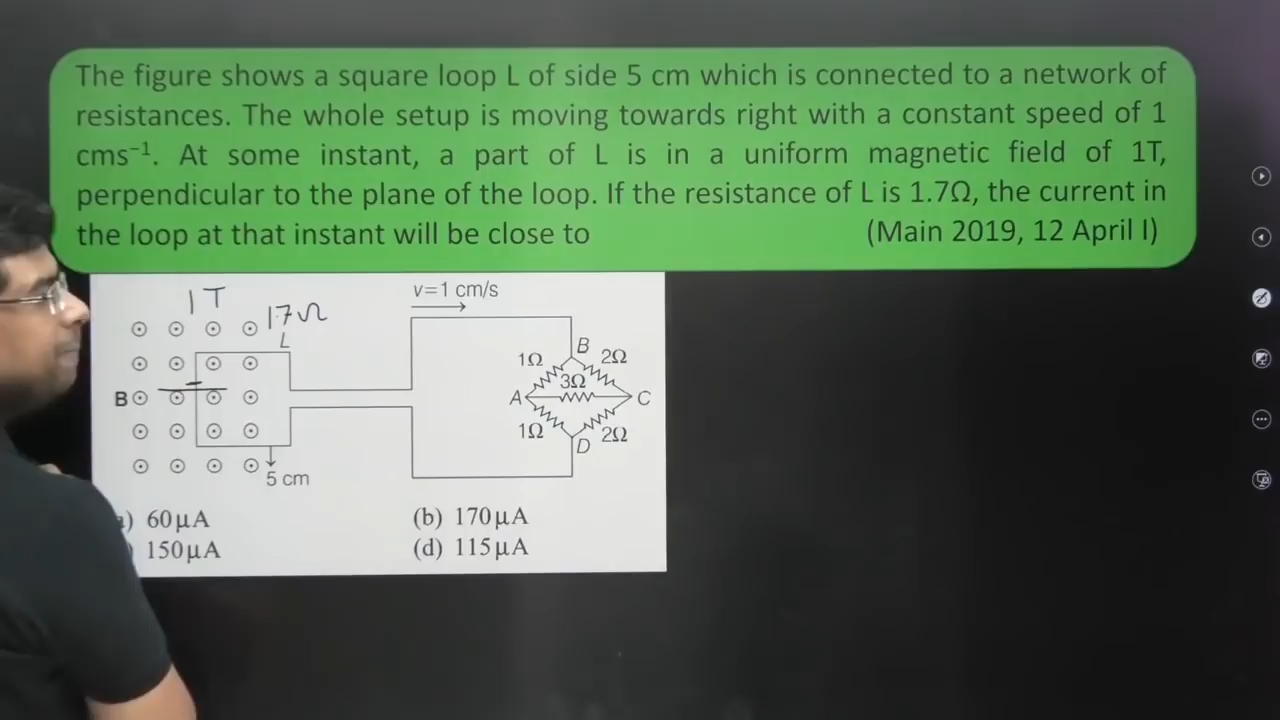 The figure shows a square loop L of side 5 cm which is connected to a network of
resistances. The whole setup is moving towards right with a constant speed of 1
cms⁻¹. At some instant, a part of L is in a uniform magnetic field of 1T,
perpendicular to the plane of the loop. If the resistance of L is 1.7Ω, the current in
the loop at that instant will be close to (Main 2019, 12 April I)
1 T
1.7Ω
v=1 cm/s
L
B
1Ω
2Ω
3Ω
B
A
C
1Ω
2Ω
D
5 cm
) 60μA (b) 170μA
) 150μA (d) 115μA